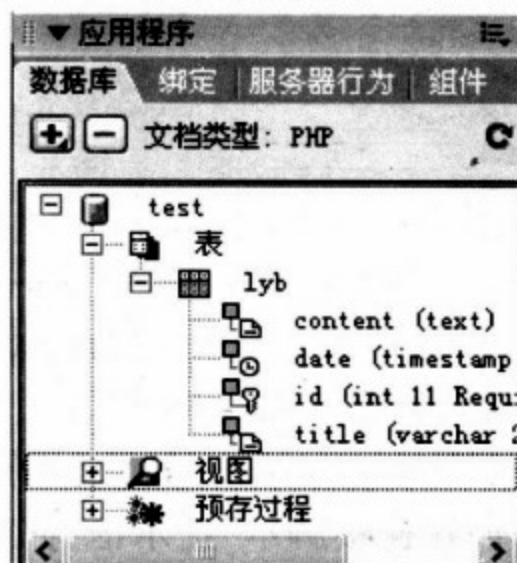 ▼应用程序
数据库 绑定 服务器行为 组件
文档类型: PHP
test
表
lyb
content (text)
date (timestamp
id (int 11 Requi
title (varchar 2
视图
预存过程